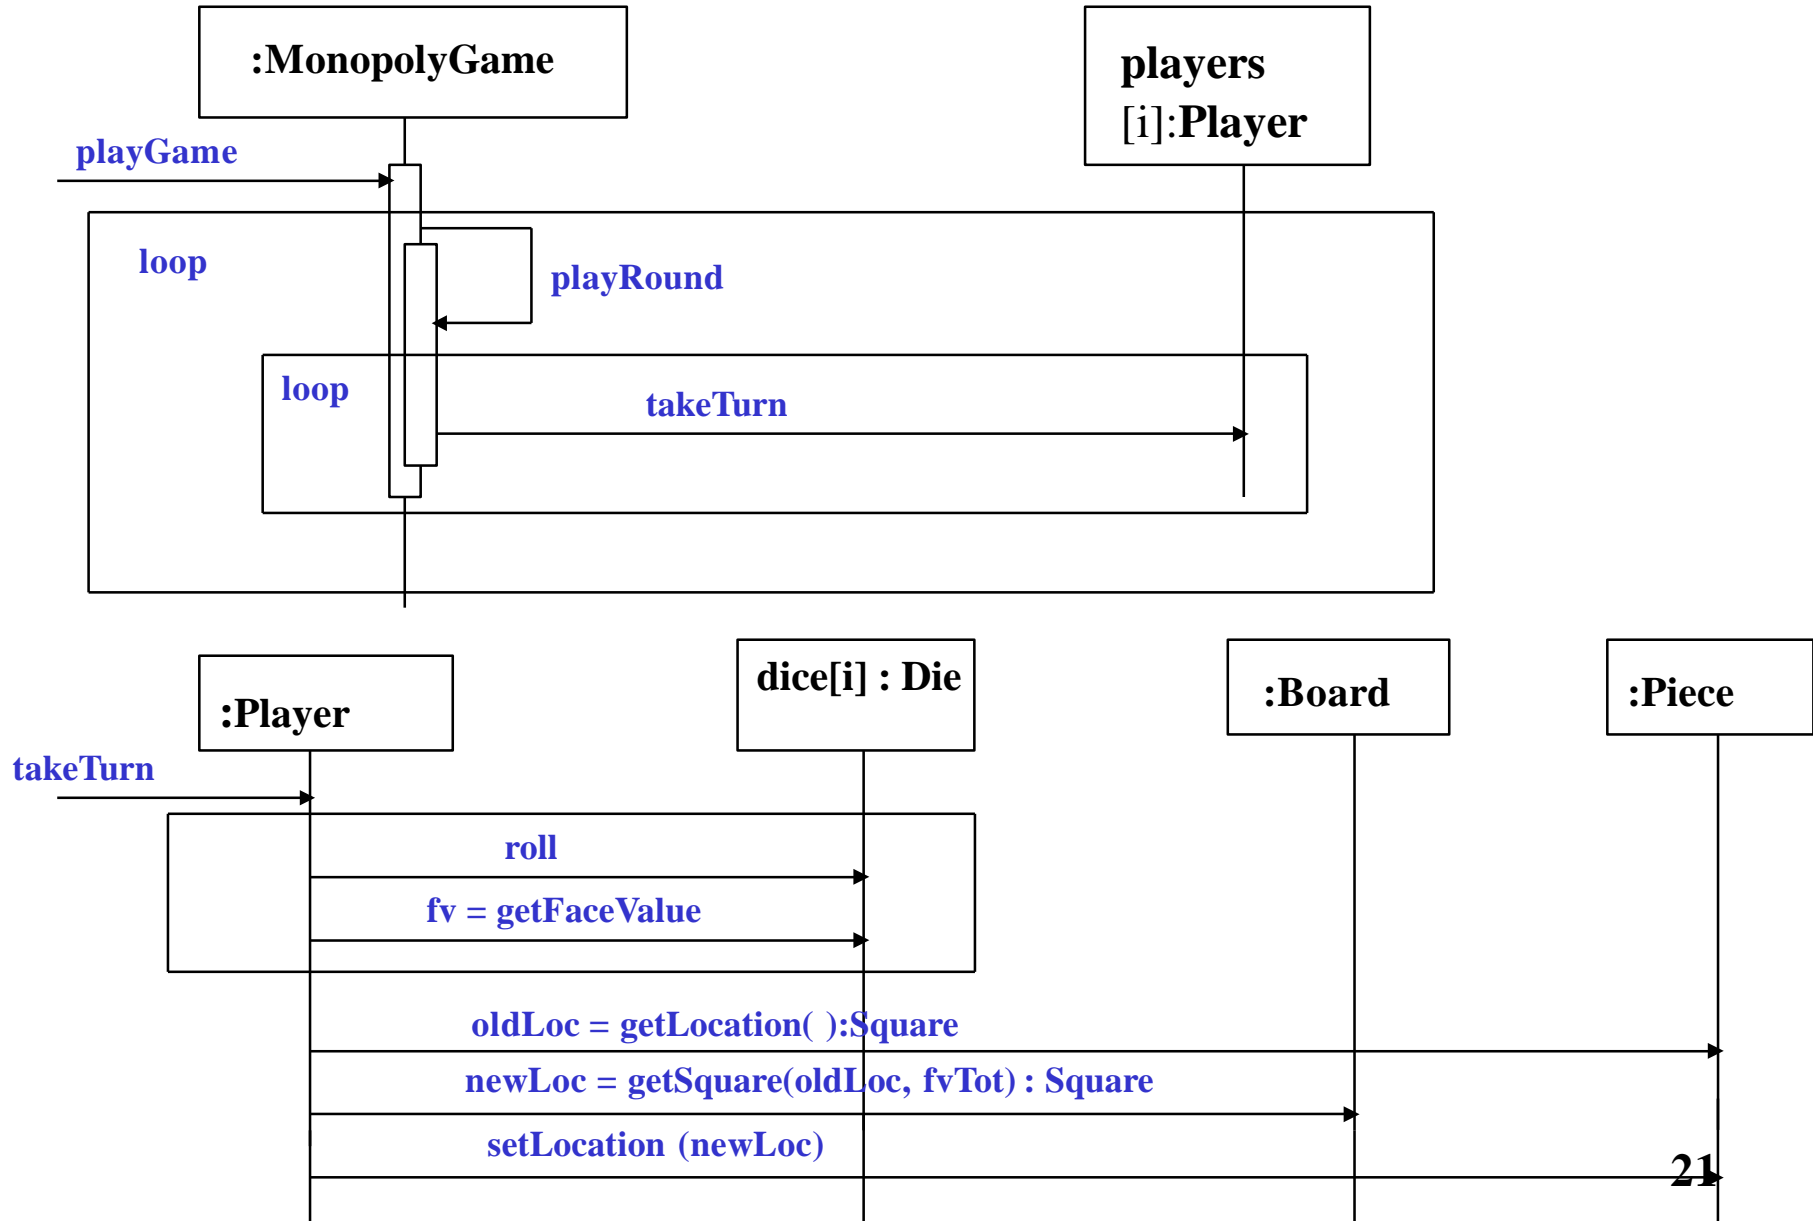 :MonopolyGame
players
[i]:Player
playGame
loop
playRound
loop
takeTurn
:Player
dice[i] : Die
:Board
:Piece
takeTurn
roll
fv = getFaceValue
oldLoc = getLocation( ):Square
newLoc = getSquare(oldLoc, fvTot) : Square
setLocation (newLoc)
21